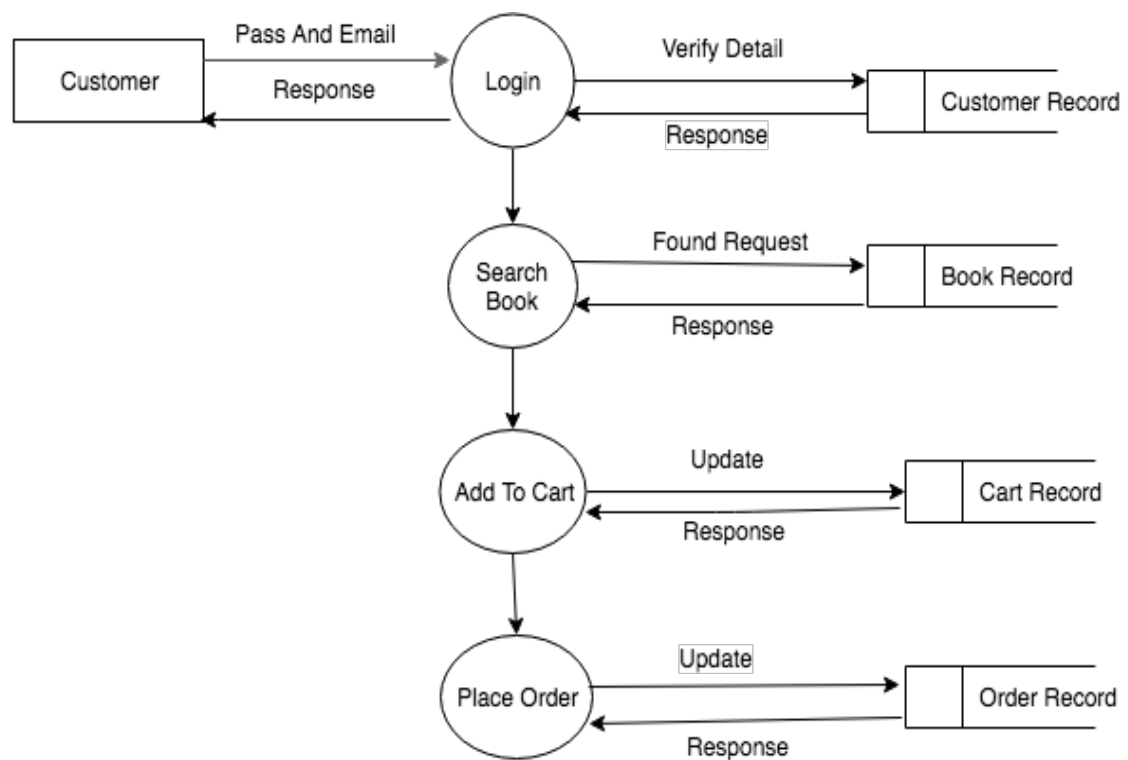 Pass And Email
Customer
Response
Login
Verify Detail
Customer Record
Response
Search
Book
Found Request
Book Record
Response
Add To Cart
Update
Cart Record
Response
Place Order
Update
Order Record
Response